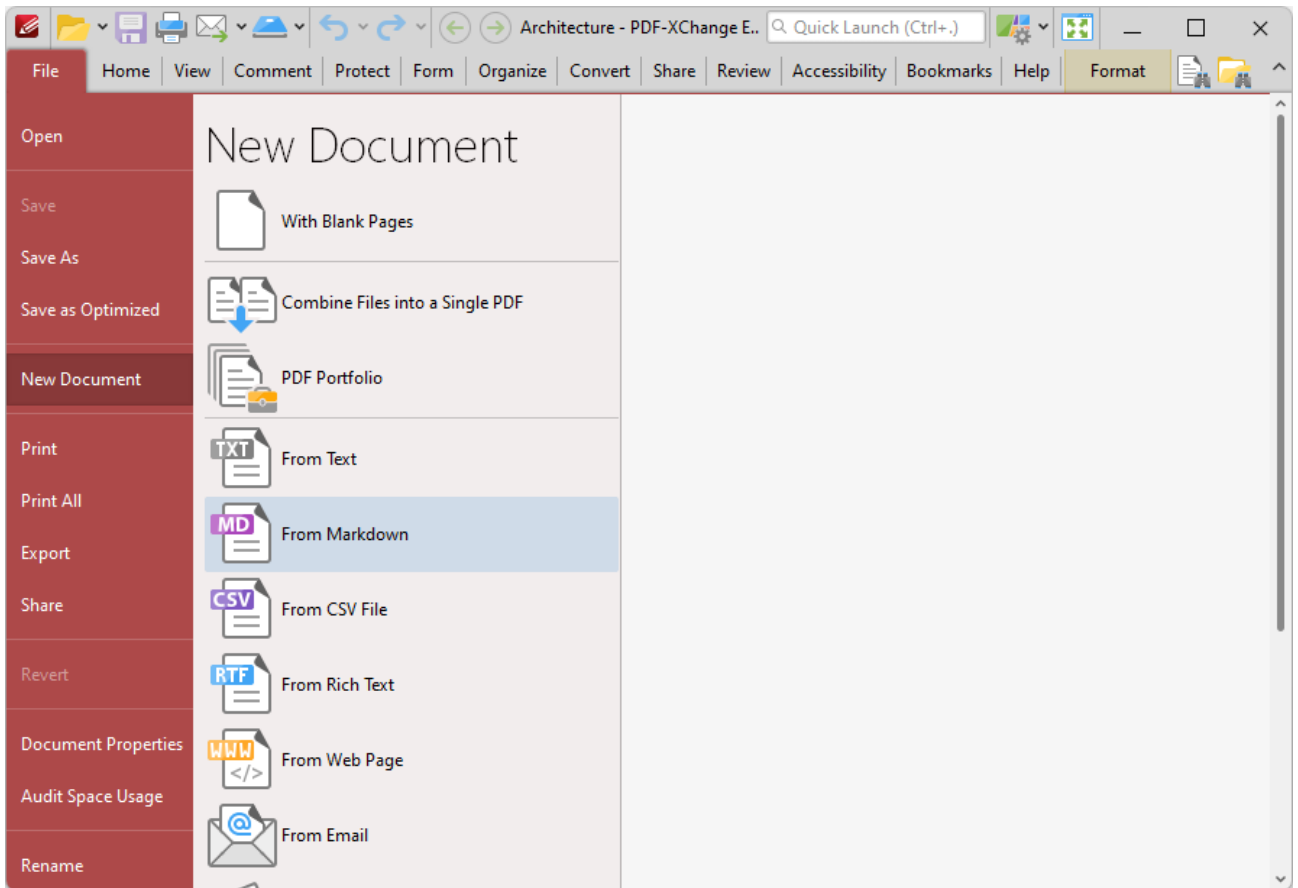 Architecture - PDF-XChange E..
Quick Launch (Ctrl+.)
File
Home
View
Comment
Protect
Form
Organize
Convert
Share
Review
Accessibility
Bookmarks
Help
Format
Open
Save
Save As
Save as Optimized
New Document
Print
Print All
Export
Share
Revert
Document Properties
Audit Space Usage
Rename
New Document
With Blank Pages
Combine Files into a Single PDF
PDF Portfolio
TXT
From Text
MD
From Markdown
CSV
From CSV File
RTF
From Rich Text
WWW
</>
From Web Page
@
From Email